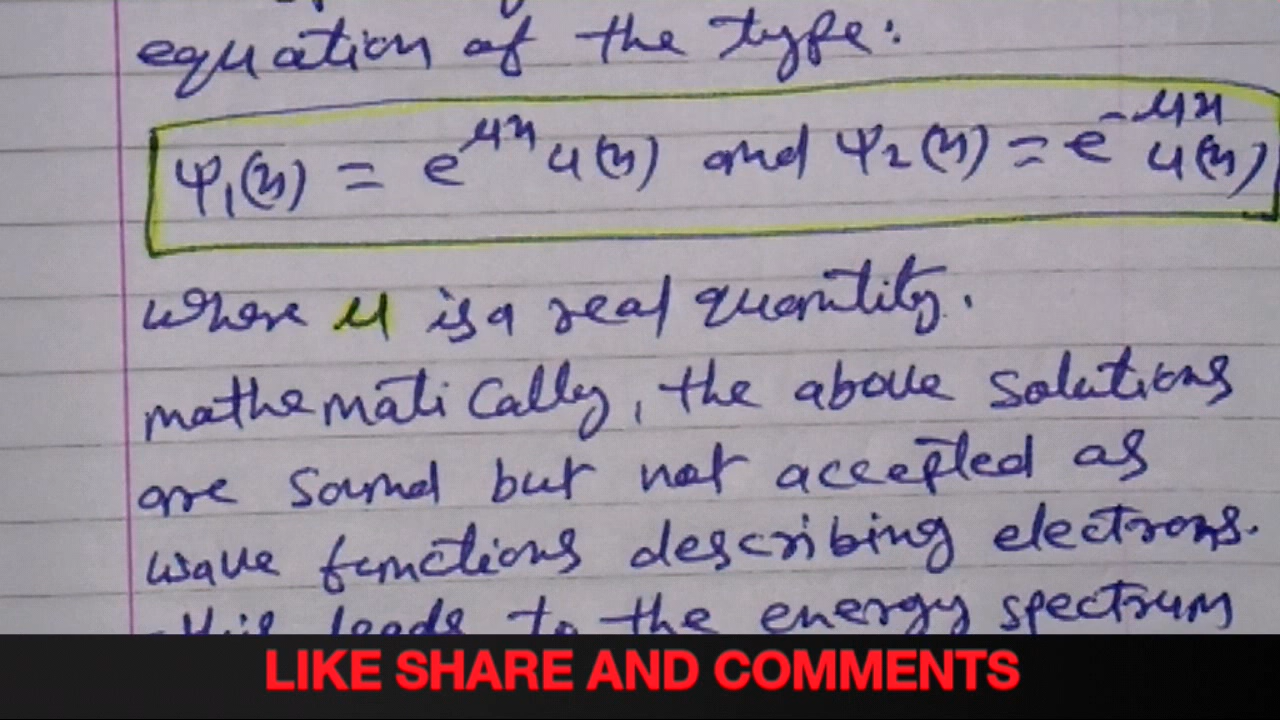 equation of the type:
ψ₁(x) = e^{μx} u(x) and ψ₂(x) = e^{-μx} u(x)
where μ is a real quantity.
mathematically, the above solutions
are sound but not accepted as
wave functions describing electrons.
This leads to the energy spectrum
LIKE SHARE AND COMMENTS